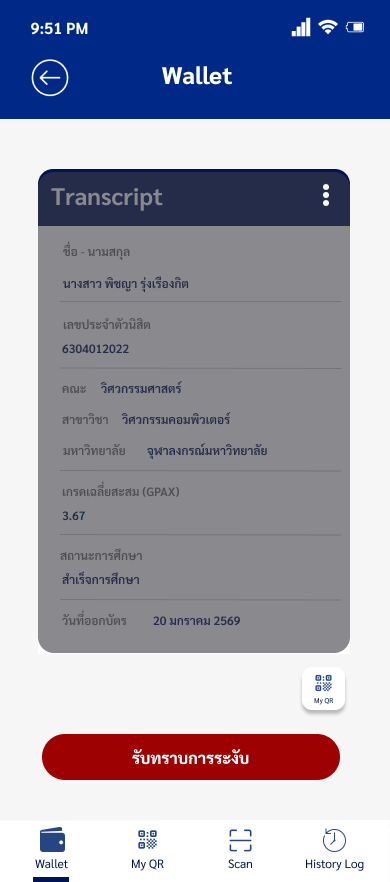 9:51 PM
Wallet
Transcript
ชื่อ - นามสกุล
นางสาว พิชญา รุ่งเรืองกิต
เลขประจำตัวนิสิต
6304012022
คณะ วิศวกรรมศาสตร์
สาขาวิชา วิศวกรรมคอมพิวเตอร์
มหาวิทยาลัย จุฬาลงกรณ์มหาวิทยาลัย
เกรดเฉลี่ยสะสม (GPAX)
3.67
สถานะการศึกษา
สำเร็จการศึกษา
วันที่ออกบัตร 20 มกราคม 2569
My QR
รับทราบการระงับ
Wallet My QR Scan History Log